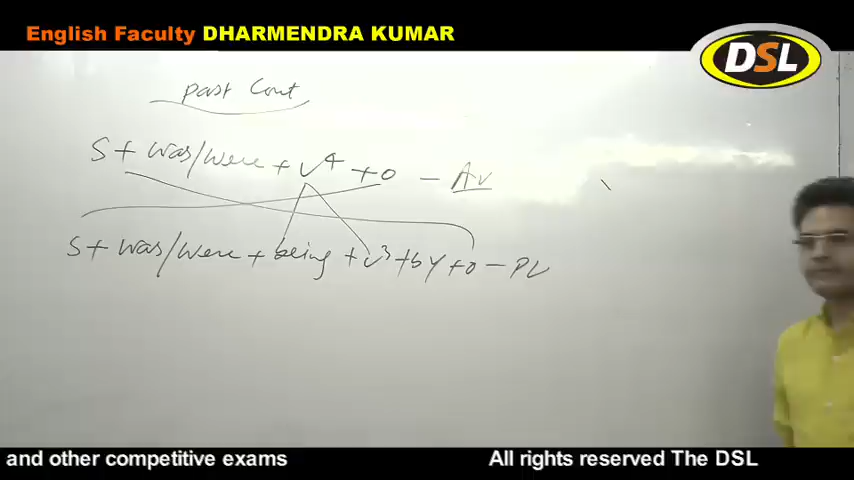 English Faculty DHARMENDRA KUMAR
DSL
past Cont
S + was/were + v4 + o - AV
S + was/were + being + v3 + by + o - PV
and other competitive exams
All rights reserved The DSL